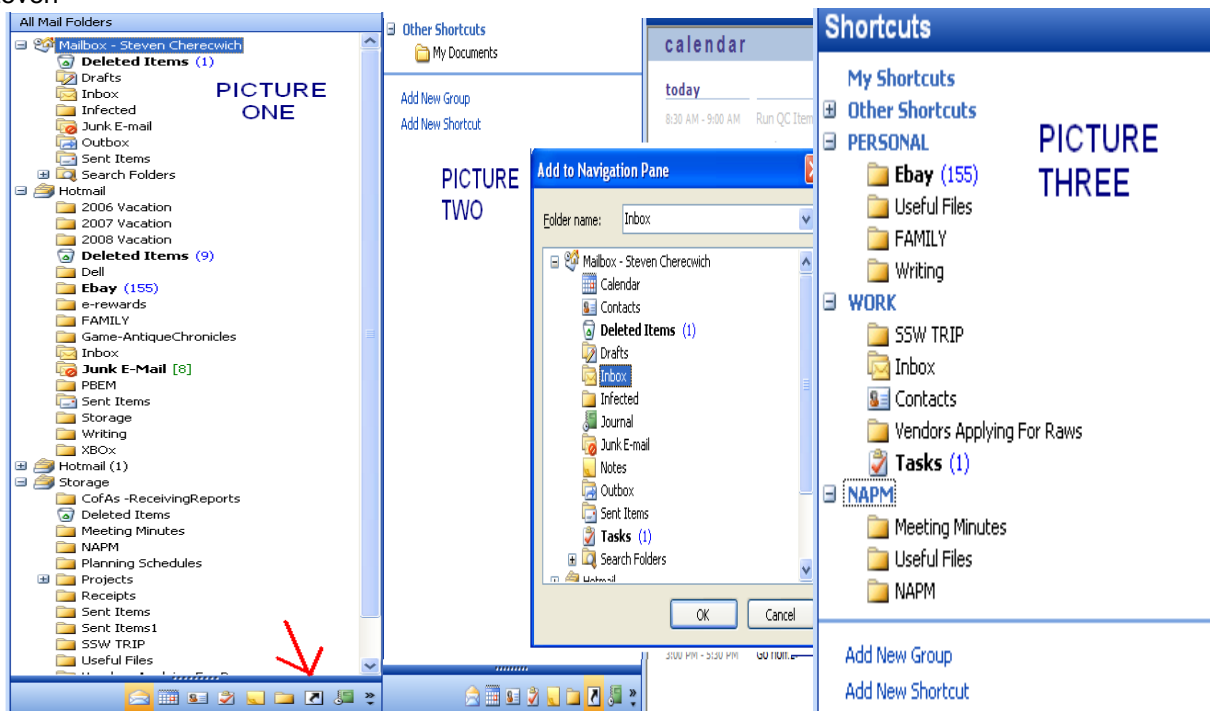 All Mail Folders
Mailbox - Steven Cherecwich
Deleted Items (1)
Drafts
Inbox
Infected
Junk E-mail
Outbox
Sent Items
Search Folders
Hotmail
2006 Vacation
2007 Vacation
2008 Vacation
Deleted Items (9)
Dell
Ebay (155)
e-rewards
FAMILY
Game-AntiqueChronicles
Inbox
Junk E-Mail [8]
PBEM
Sent Items
Storage
Writing
XBOx
Hotmail (1)
Storage
CofAs -ReceivingReports
Deleted Items
Meeting Minutes
NAPM
Planning Schedules
Projects
Receipts
Sent Items
Sent Items1
SSW TRIP
Useful Files
PICTURE
ONE
Other Shortcuts
My Documents
Add New Group
Add New Shortcut
PICTURE
TWO
calendar
today
8:30 AM - 9:00 AM Run QC Item
Add to Navigation Pane
Folder name: Inbox
Mailbox - Steven Cherecwich
Calendar
Contacts
Deleted Items (1)
Drafts
Inbox
Infected
Journal
Junk E-mail
Notes
Outbox
Sent Items
Tasks (1)
Search Folders
Hotmail
OK Cancel
3:00 PM - 5:30 PM
Shortcuts
My Shortcuts
Other Shortcuts
PERSONAL
Ebay (155)
Useful Files
FAMILY
Writing
WORK
SSW TRIP
Inbox
Contacts
Vendors Applying For Raws
Tasks (1)
NAPM
Meeting Minutes
Useful Files
NAPM
Add New Group
Add New Shortcut
PICTURE
THREE